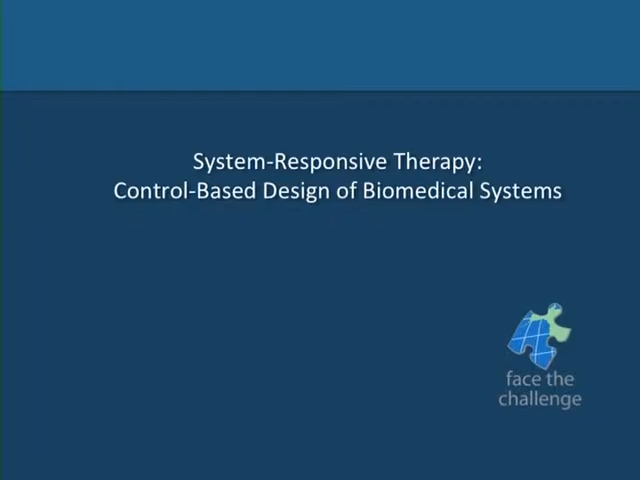 System-Responsive Therapy:
Control-Based Design of Biomedical Systems
face the
challenge